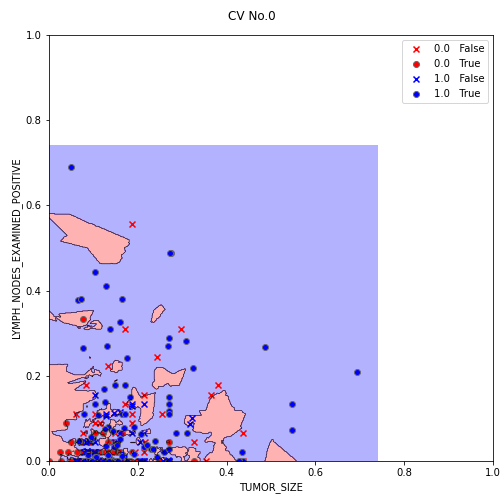 CV No.0
1.0
0.8
0.6
0.4
0.2
0.0
LYMPH_NODES_EXAMINED_POSITIVE
0.0 False
0.0 True
1.0 False
1.0 True
0.0 0.2 0.4 0.6 0.8 1.0
TUMOR_SIZE